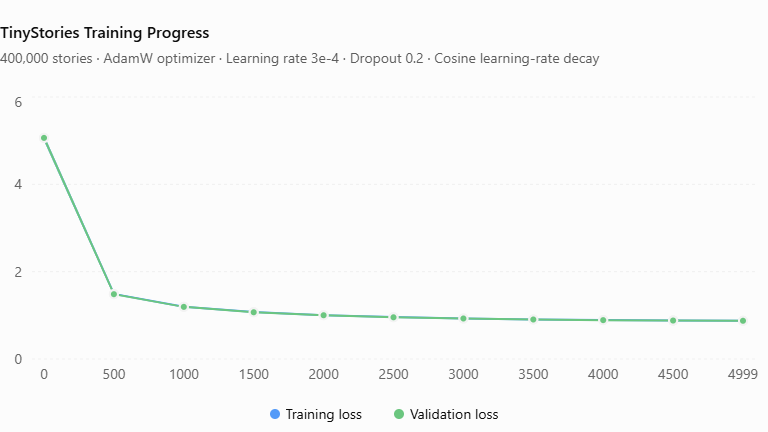 TinyStories Training Progress
400,000 stories · AdamW optimizer · Learning rate 3e-4 · Dropout 0.2 · Cosine learning-rate decay
6
4
2
0
0 500 1000 1500 2000 2500 3000 3500 4000 4500 4999
Training loss Validation loss